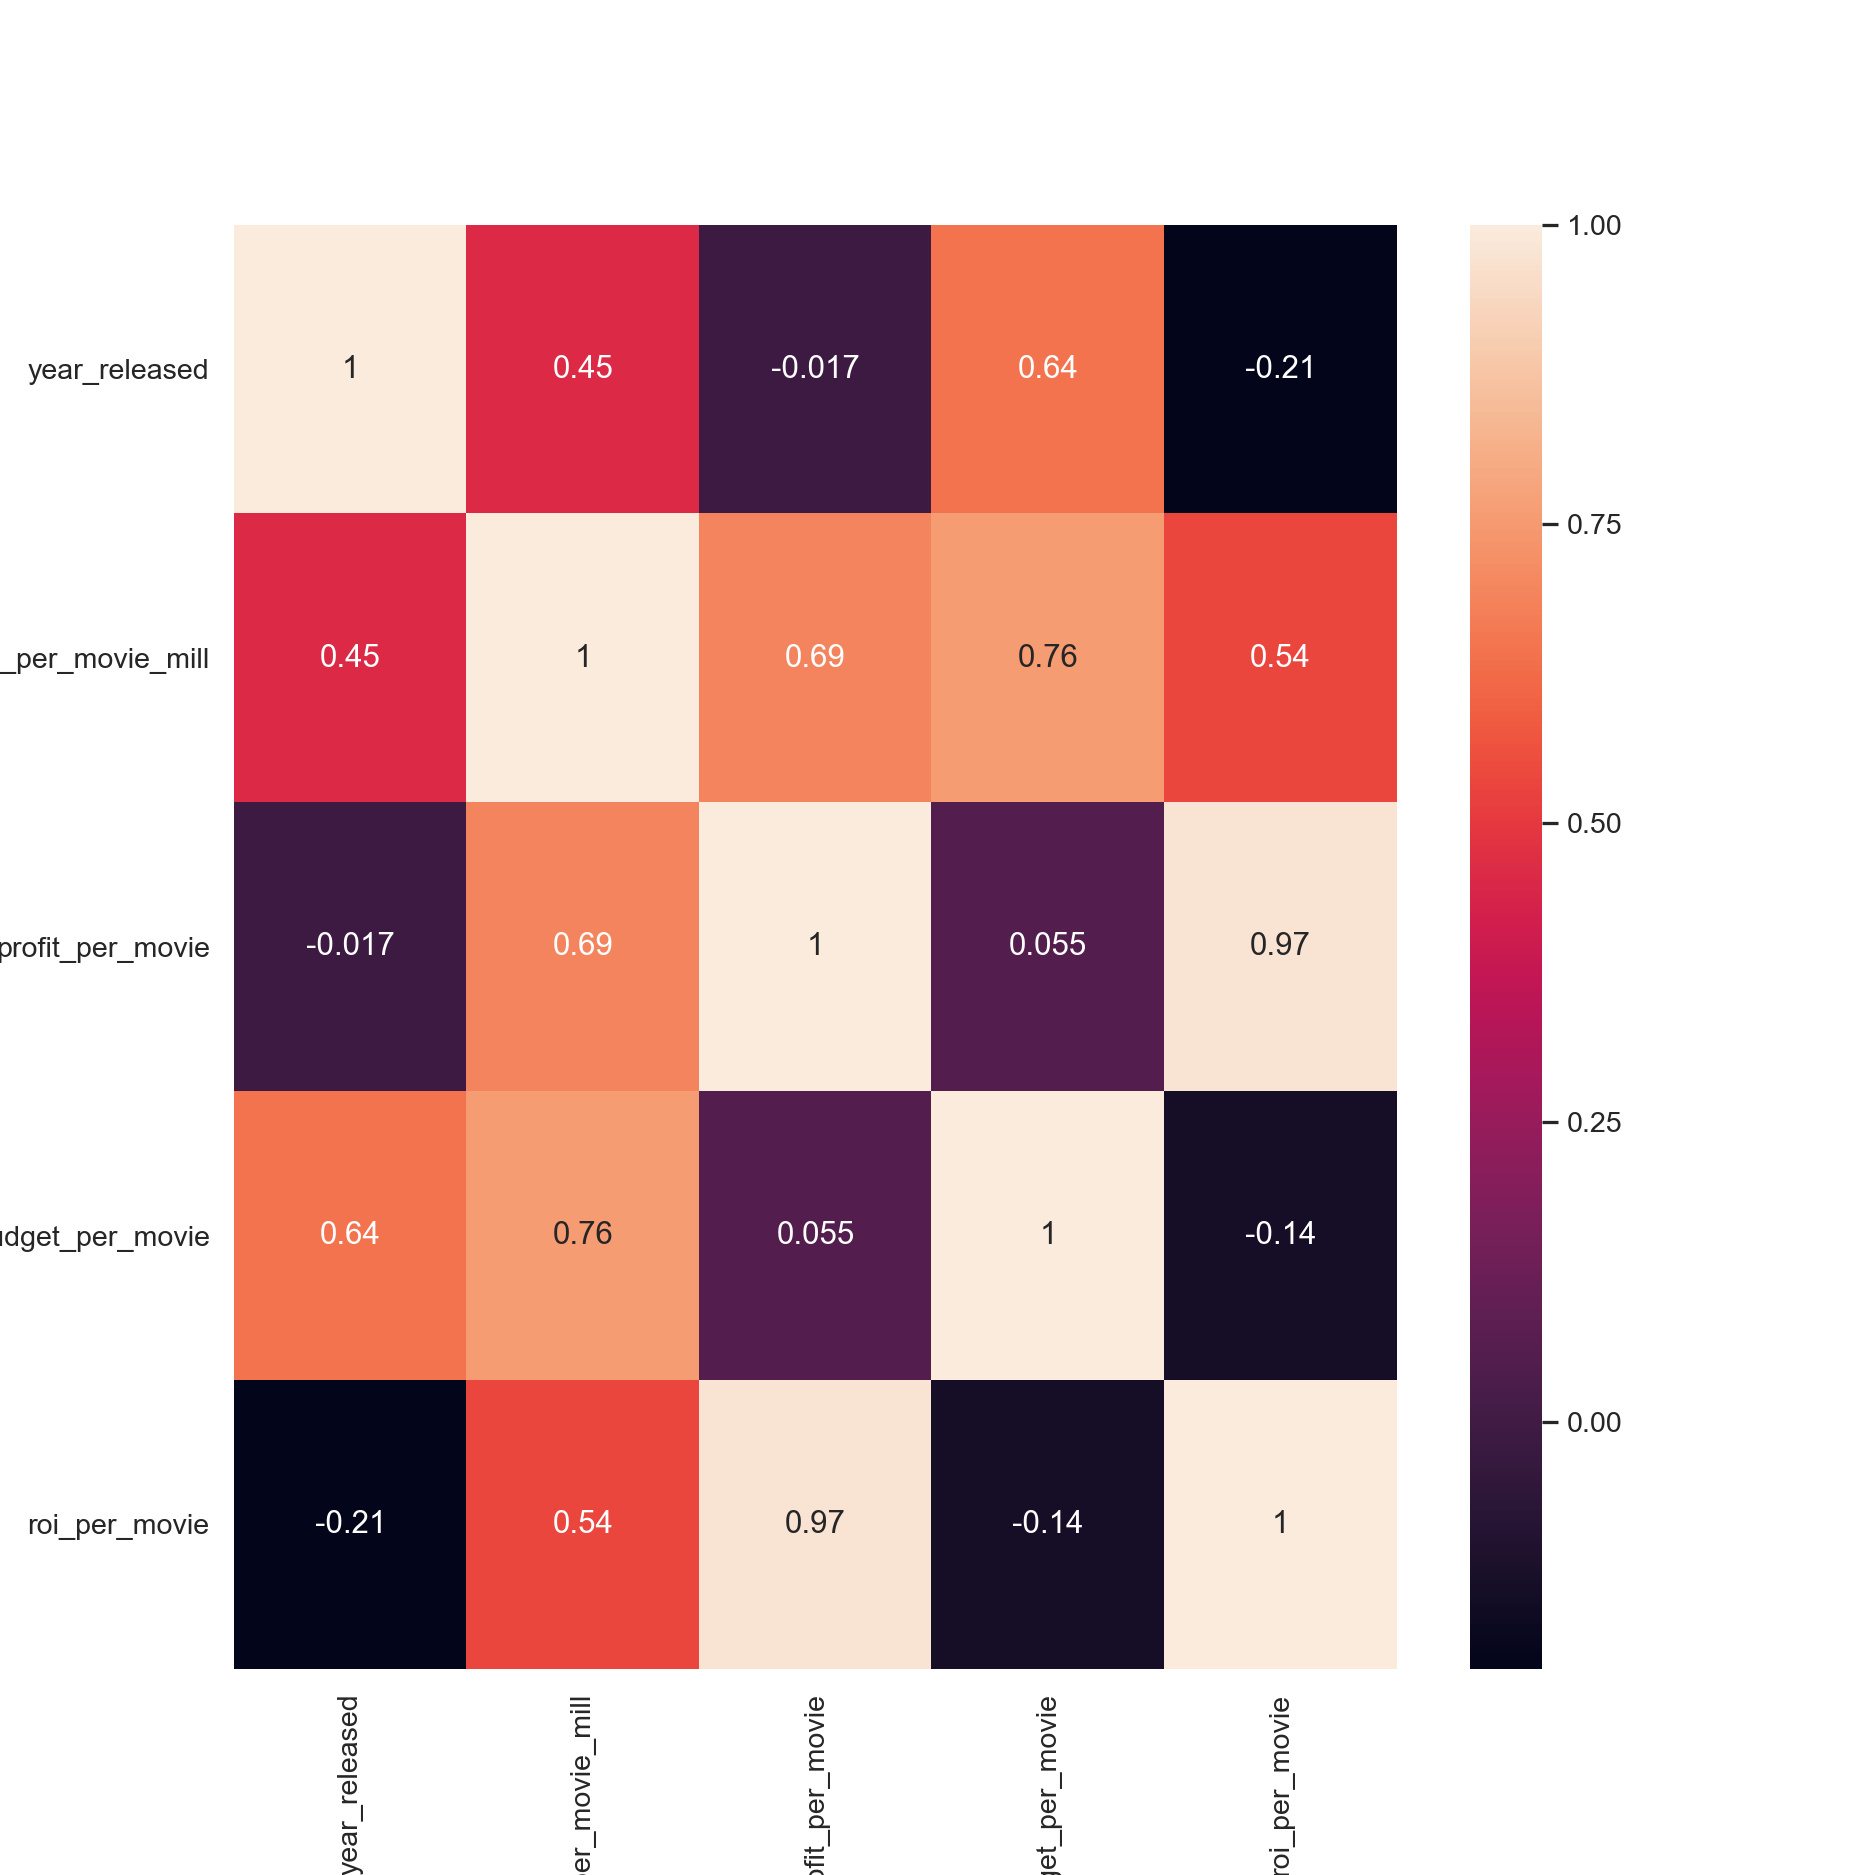 year_released 1 0.45 -0.017 0.64 -0.21
_per_movie_mill 0.45 1 0.69 0.76 0.54
profit_per_movie -0.017 0.69 1 0.055 0.97
dget_per_movie 0.64 0.76 0.055 1 -0.14
roi_per_movie -0.21 0.54 0.97 -0.14 1
year_released
er_movie_mill
ofit_per_movie
get_per_movie
roi_per_movie
1.00
0.75
0.50
0.25
0.00